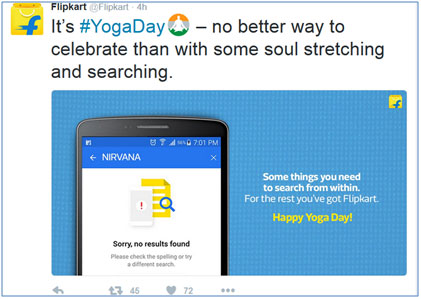 Flipkart @Flipkart · 4h
It's #YogaDay – no better way to
celebrate than with some soul stretching
and searching.
56% 7:01 PM
NIRVANA
Sorry, no results found
Please check the spelling or try
a different search.
Some things you need
to search from within.
For the rest you've got Flipkart.
Happy Yoga Day!
45 72